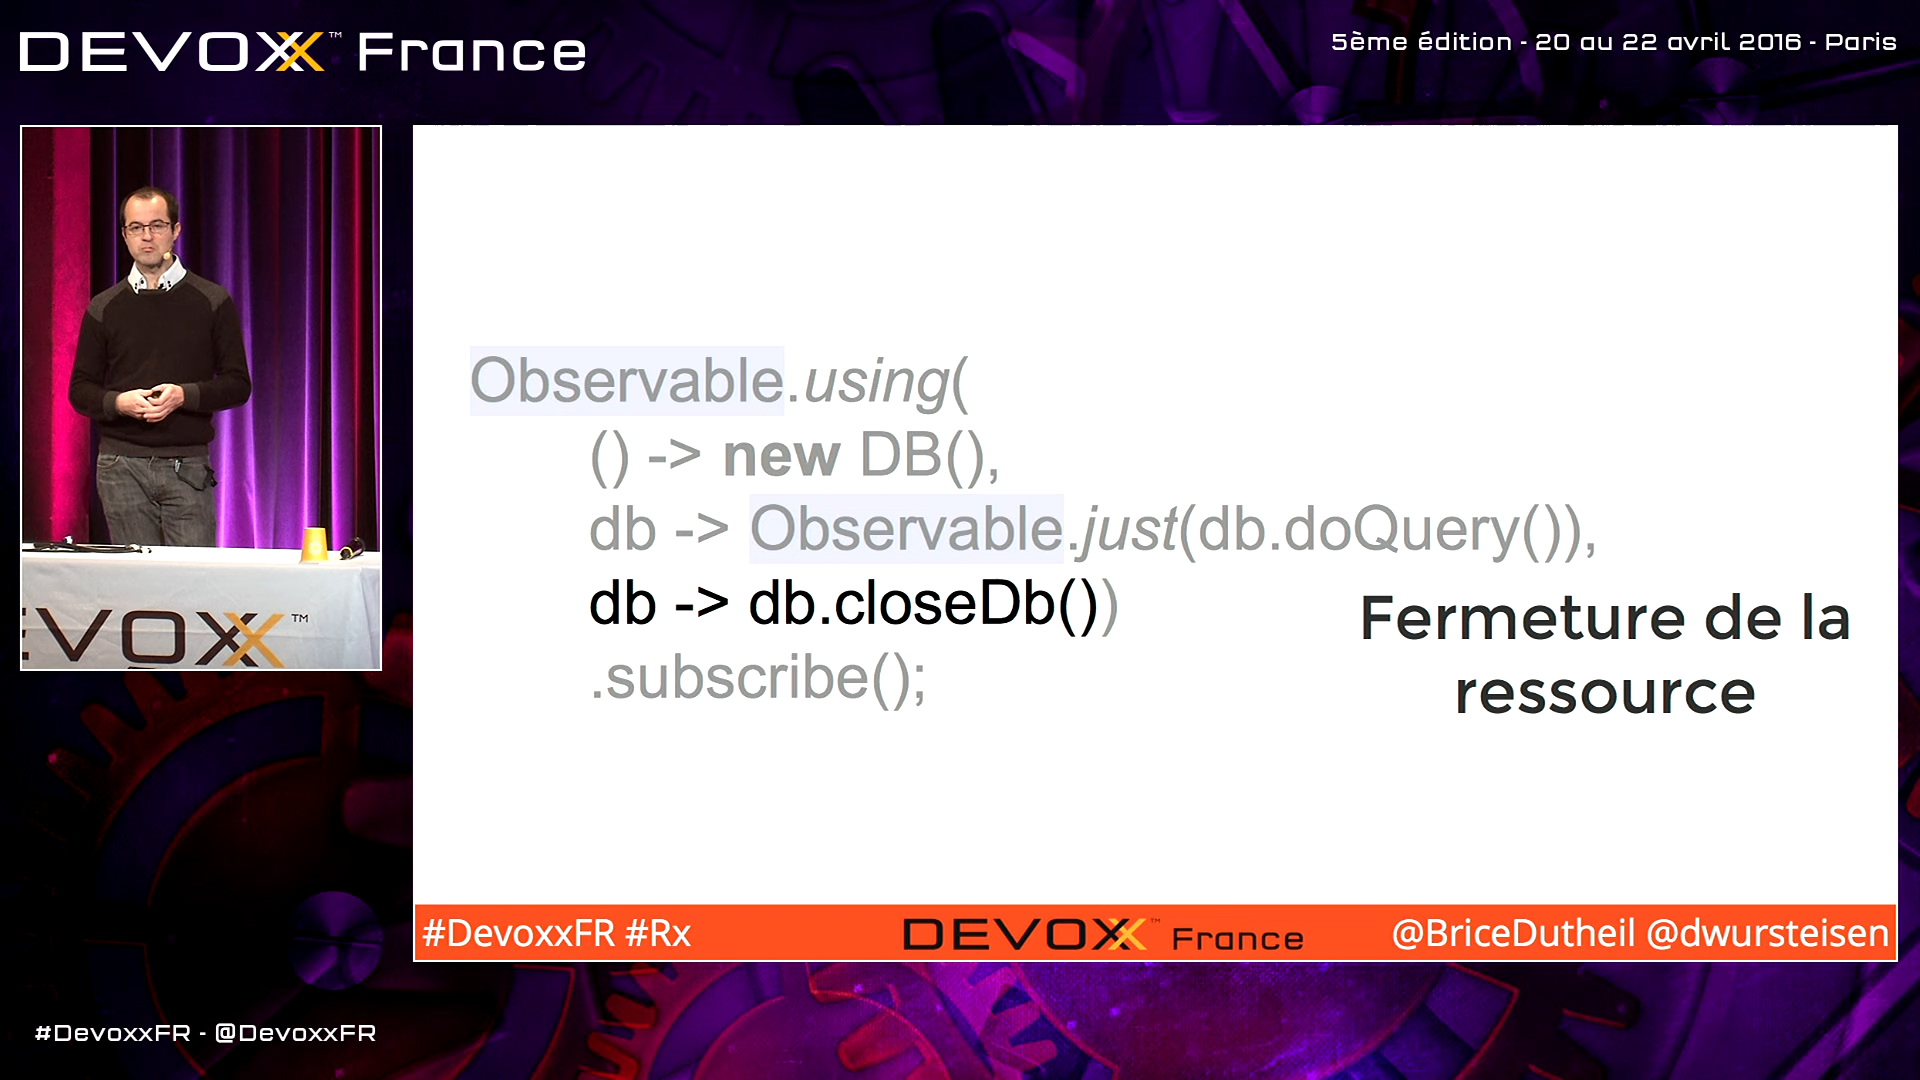 DEVOXX™ France
5ème édition - 20 au 22 avril 2016 - Paris
EVOXX™
Observable.using(
() -> new DB(),
db -> Observable.just(db.doQuery()),
db -> db.closeDb())
.subscribe();
Fermeture de la
ressource
#DevoxxFR #Rx
DEVOXX™ France
@BriceDutheil @dwursteisen
#DevoxxFR - @DevoxxFR